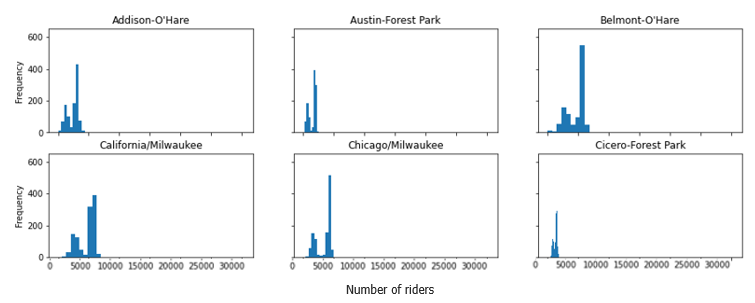 Addison-O'Hare Austin-Forest Park Belmont-O'Hare
600
400
200
0
Frequency
California/Milwaukee Chicago/Milwaukee Cicero-Forest Park
600
400
200
0
Frequency
0 5000 10000 15000 20000 25000 30000 0 5000 10000 15000 20000 25000 30000 0 5000 10000 15000 20000 25000 30000
Number of riders